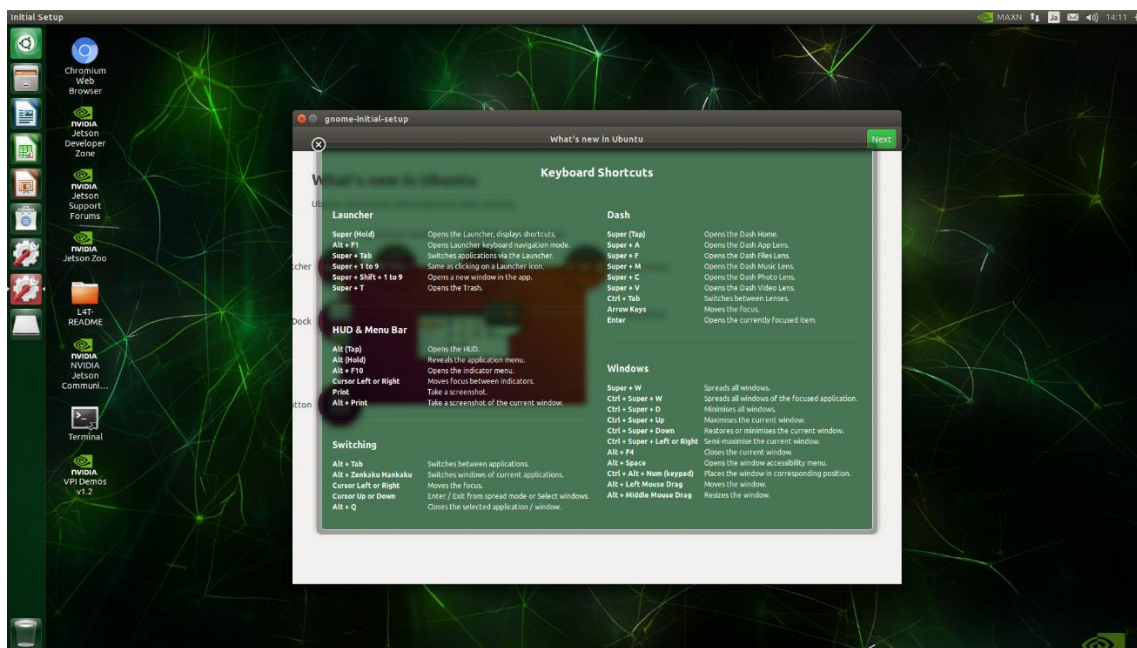 Initial Setup
MAXN
Ja
14:11
Chromium
Web
Browser
NVIDIA
Jetson
Developer
Zone
NVIDIA
Jetson
Support
Forums
NVIDIA
Jetson Zoo
L4T-
README
NVIDIA
NVIDIA
Jetson
Communi...
Terminal
NVIDIA
VPI Demos
v1.2
gnome-initial-setup
What's new in Ubuntu
Next
What's new in Ubuntu
Keyboard Shortcuts
Launcher
Super (Hold) Opens the Launcher, displays shortcuts.
Alt + F1 Opens Launcher keyboard navigation mode.
Super + Tab Switches applications via the Launcher.
Super + 1 to 9 Same as clicking on a Launcher icon.
Super + Shift + 1 to 9 Opens a new window in the app.
Super + T Opens the Trash.
HUD & Menu Bar
Alt (Tap) Opens the HUD.
Alt (Hold) Reveals the application menu.
Alt + F10 Opens the indicator menu.
Cursor Left or Right Moves focus between indicators.
Print Take a screenshot.
Alt + Print Take a screenshot of the current window.
Switching
Alt + Tab Switches between applications.
Alt + Zenkaku Hankaku Switches windows of current applications.
Cursor Left or Right Moves the focus.
Cursor Up or Down Enter / Exit from spread mode or Select windows.
Alt + Q Closes the selected application / window.
Dash
Super (Tap) Opens the Dash Home.
Super + A Opens the Dash App Lens.
Super + F Opens the Dash Files Lens.
Super + M Opens the Dash Music Lens.
Super + C Opens the Dash Photo Lens.
Super + V Opens the Dash Video Lens.
Ctrl + Tab Switches between Lenses.
Arrow Keys Moves the focus.
Enter Opens the currently focused item.
Windows
Super + W Spreads all windows.
Ctrl + Super + W Spreads all windows of the focused application.
Ctrl + Super + D Minimises all windows.
Ctrl + Super + Up Maximises the current window.
Ctrl + Super + Down Restores or minimises the current window.
Ctrl + Super + Left or Right Semi-maximise the current window.
Alt + F4 Closes the current window.
Alt + Space Opens the window accessibility menu.
Ctrl + Alt + Num (keypad) Places the window in corresponding position.
Alt + Left Mouse Drag Moves the window.
Alt + Middle Mouse Drag Resizes the window.
cher
Dock
tton